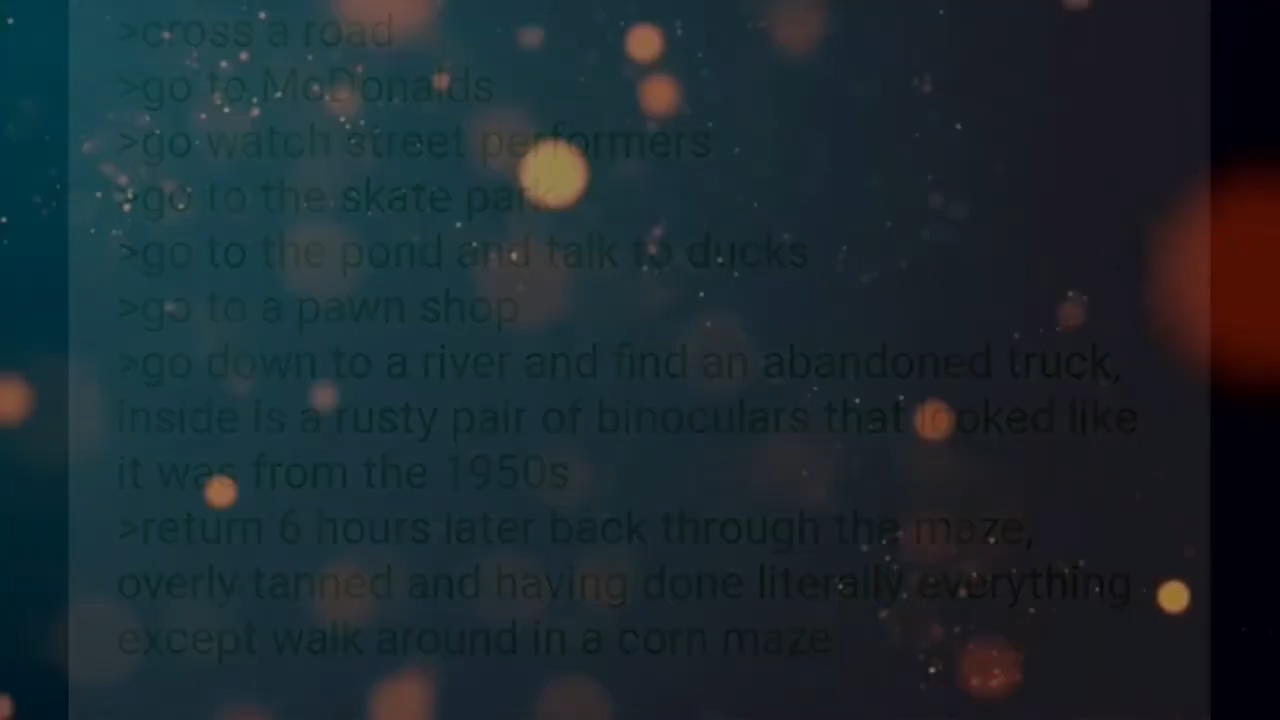 >cross a road
>go to McDonalds
>go watch street performers
>go to the skate park
>go to the pond and talk to ducks
>go to a pawn shop
>go down to a river and find an abandoned truck,
inside is a rusty pair of binoculars that looked like
it was from the 1950s
>return 6 hours later back through the maze,
overly tanned and having done literally everything
except walk around in a corn maze